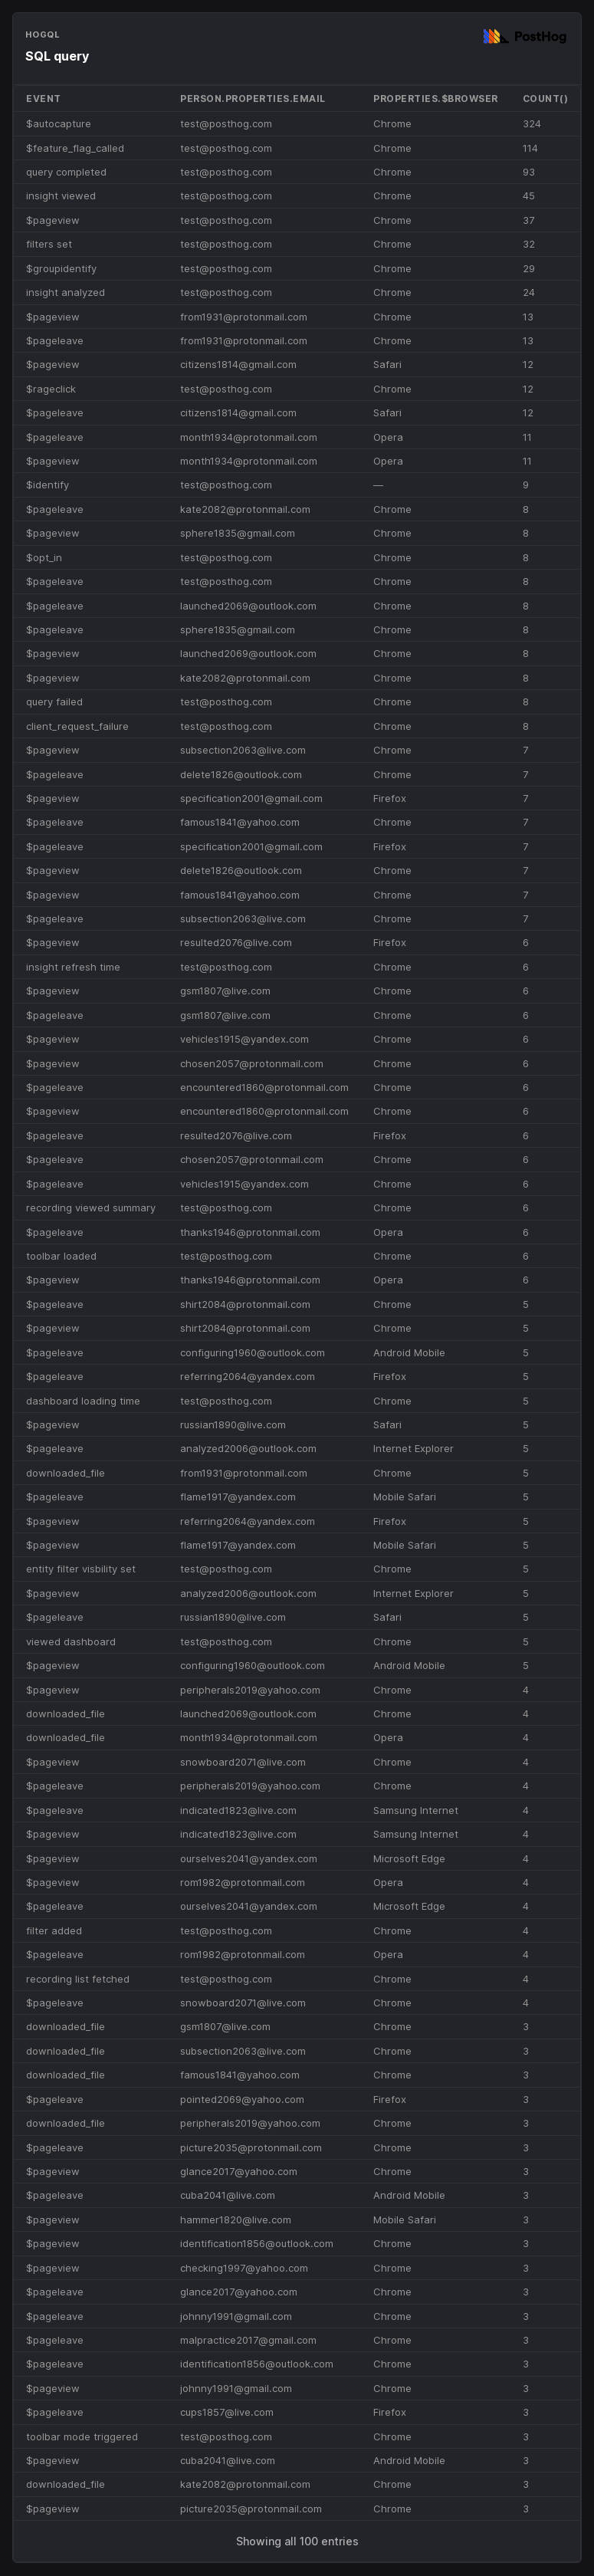 HOGQL
PostHog
SQL query
EVENT PERSON.PROPERTIES.EMAIL PROPERTIES.$BROWSER COUNT()
$autocapture test@posthog.com Chrome 324
$feature_flag_called test@posthog.com Chrome 114
query completed test@posthog.com Chrome 93
insight viewed test@posthog.com Chrome 45
$pageview test@posthog.com Chrome 37
filters set test@posthog.com Chrome 32
$groupidentify test@posthog.com Chrome 29
insight analyzed test@posthog.com Chrome 24
$pageview from1931@protonmail.com Chrome 13
$pageleave from1931@protonmail.com Chrome 13
$pageview citizens1814@gmail.com Safari 12
$rageclick test@posthog.com Chrome 12
$pageleave citizens1814@gmail.com Safari 12
$pageleave month1934@protonmail.com Opera 11
$pageview month1934@protonmail.com Opera 11
$identify test@posthog.com — 9
$pageleave kate2082@protonmail.com Chrome 8
$pageview sphere1835@gmail.com Chrome 8
$opt_in test@posthog.com Chrome 8
$pageleave test@posthog.com Chrome 8
$pageleave launched2069@outlook.com Chrome 8
$pageleave sphere1835@gmail.com Chrome 8
$pageview launched2069@outlook.com Chrome 8
$pageview kate2082@protonmail.com Chrome 8
query failed test@posthog.com Chrome 8
client_request_failure test@posthog.com Chrome 8
$pageview subsection2063@live.com Chrome 7
$pageleave delete1826@outlook.com Chrome 7
$pageview specification2001@gmail.com Firefox 7
$pageleave famous1841@yahoo.com Chrome 7
$pageleave specification2001@gmail.com Firefox 7
$pageview delete1826@outlook.com Chrome 7
$pageview famous1841@yahoo.com Chrome 7
$pageleave subsection2063@live.com Chrome 7
$pageview resulted2076@live.com Firefox 6
insight refresh time test@posthog.com Chrome 6
$pageview gsm1807@live.com Chrome 6
$pageleave gsm1807@live.com Chrome 6
$pageview vehicles1915@yandex.com Chrome 6
$pageview chosen2057@protonmail.com Chrome 6
$pageleave encountered1860@protonmail.com Chrome 6
$pageview encountered1860@protonmail.com Chrome 6
$pageleave resulted2076@live.com Firefox 6
$pageleave chosen2057@protonmail.com Chrome 6
$pageleave vehicles1915@yandex.com Chrome 6
recording viewed summary test@posthog.com Chrome 6
$pageleave thanks1946@protonmail.com Opera 6
toolbar loaded test@posthog.com Chrome 6
$pageview thanks1946@protonmail.com Opera 6
$pageleave shirt2084@protonmail.com Chrome 5
$pageview shirt2084@protonmail.com Chrome 5
$pageleave configuring1960@outlook.com Android Mobile 5
$pageleave referring2064@yandex.com Firefox 5
dashboard loading time test@posthog.com Chrome 5
$pageview russian1890@live.com Safari 5
$pageleave analyzed2006@outlook.com Internet Explorer 5
downloaded_file from1931@protonmail.com Chrome 5
$pageleave flame1917@yandex.com Mobile Safari 5
$pageview referring2064@yandex.com Firefox 5
$pageview flame1917@yandex.com Mobile Safari 5
entity filter visbility set test@posthog.com Chrome 5
$pageview analyzed2006@outlook.com Internet Explorer 5
$pageleave russian1890@live.com Safari 5
viewed dashboard test@posthog.com Chrome 5
$pageview configuring1960@outlook.com Android Mobile 5
$pageview peripherals2019@yahoo.com Chrome 4
downloaded_file launched2069@outlook.com Chrome 4
downloaded_file month1934@protonmail.com Opera 4
$pageview snowboard2071@live.com Chrome 4
$pageleave peripherals2019@yahoo.com Chrome 4
$pageleave indicated1823@live.com Samsung Internet 4
$pageview indicated1823@live.com Samsung Internet 4
$pageview ourselves2041@yandex.com Microsoft Edge 4
$pageview rom1982@protonmail.com Opera 4
$pageleave ourselves2041@yandex.com Microsoft Edge 4
filter added test@posthog.com Chrome 4
$pageleave rom1982@protonmail.com Opera 4
recording list fetched test@posthog.com Chrome 4
$pageleave snowboard2071@live.com Chrome 4
downloaded_file gsm1807@live.com Chrome 3
downloaded_file subsection2063@live.com Chrome 3
downloaded_file famous1841@yahoo.com Chrome 3
$pageleave pointed2069@yahoo.com Firefox 3
downloaded_file peripherals2019@yahoo.com Chrome 3
$pageleave picture2035@protonmail.com Chrome 3
$pageview glance2017@yahoo.com Chrome 3
$pageleave cuba2041@live.com Android Mobile 3
$pageview hammer1820@live.com Mobile Safari 3
$pageview identification1856@outlook.com Chrome 3
$pageview checking1997@yahoo.com Chrome 3
$pageleave glance2017@yahoo.com Chrome 3
$pageleave johnny1991@gmail.com Chrome 3
$pageleave malpractice2017@gmail.com Chrome 3
$pageleave identification1856@outlook.com Chrome 3
$pageview johnny1991@gmail.com Chrome 3
$pageleave cups1857@live.com Firefox 3
toolbar mode triggered test@posthog.com Chrome 3
$pageview cuba2041@live.com Android Mobile 3
downloaded_file kate2082@protonmail.com Chrome 3
$pageview picture2035@protonmail.com Chrome 3
Showing all 100 entries